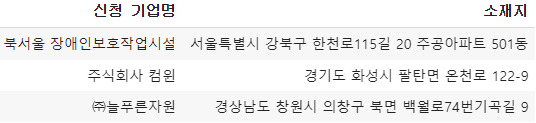 신청 기업명 소재지
북서울 장애인보호작업시설 서울특별시 강북구 한천로115길 20 주공아파트 501동
주식회사 컴윈 경기도 화성시 팔탄면 온천로 122-9
㈜늘푸른자원 경상남도 창원시 의창구 북면 백월로74번기곡길 9